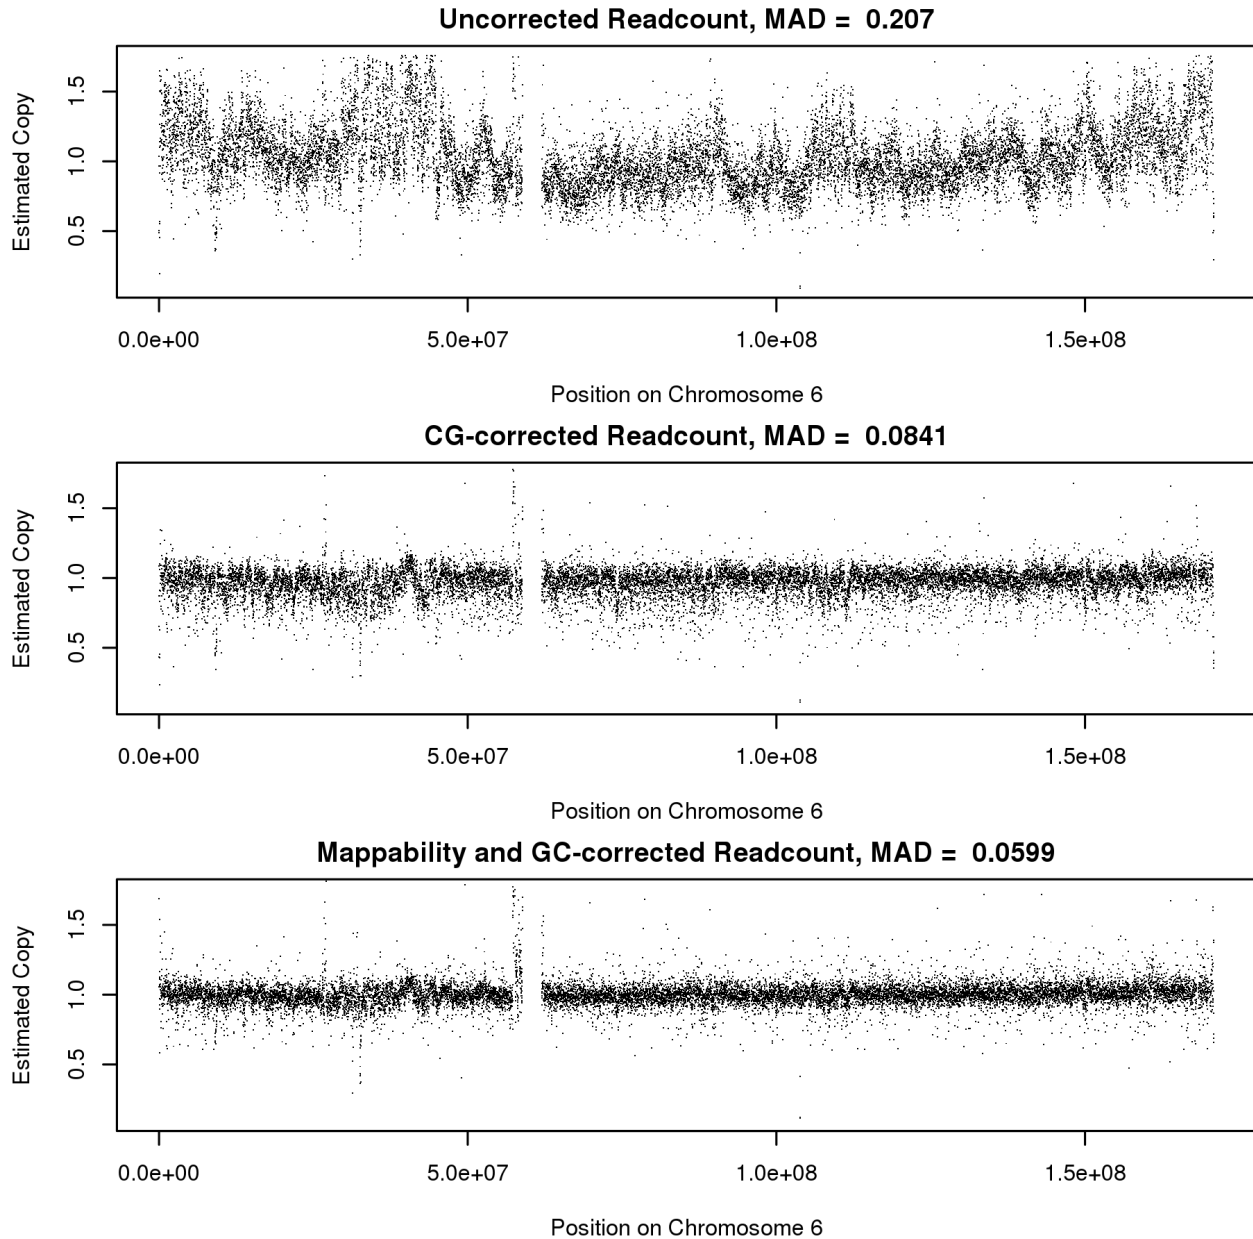 Uncorrected Readcount, MAD =  0.207
Estimated Copy
1.5
1.0
0.5
0.0e+00 5.0e+07 1.0e+08 1.5e+08
Position on Chromosome 6
CG-corrected Readcount, MAD =  0.0841
Estimated Copy
1.5
1.0
0.5
0.0e+00 5.0e+07 1.0e+08 1.5e+08
Position on Chromosome 6
Mappability and GC-corrected Readcount, MAD =  0.0599
Estimated Copy
1.5
1.0
0.5
0.0e+00 5.0e+07 1.0e+08 1.5e+08
Position on Chromosome 6